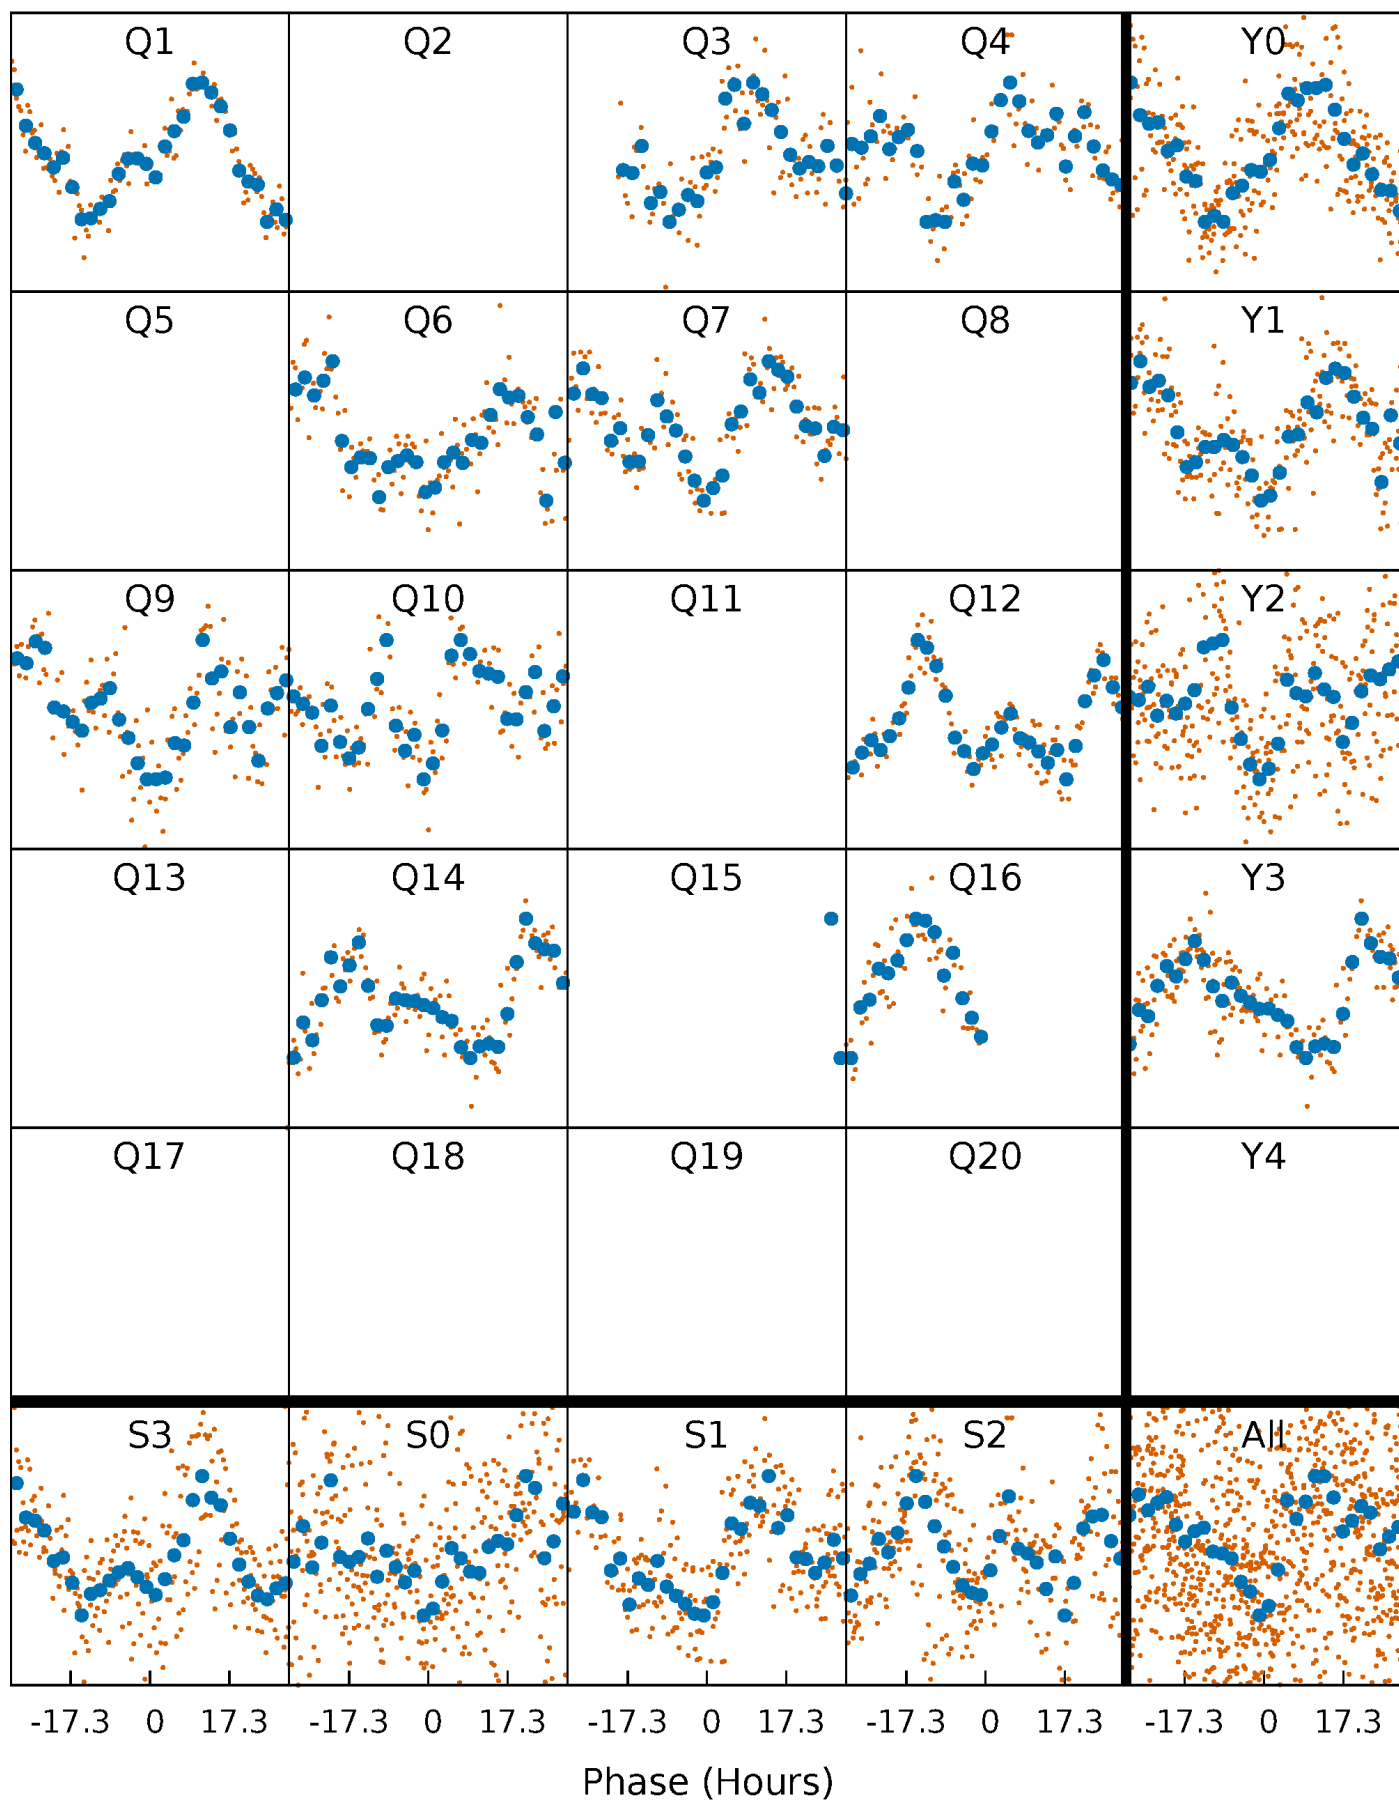 Q1 Q2 Q3 Q4 Y0
Q5 Q6 Q7 Q8 Y1
Q9 Q10 Q11 Q12 Y2
Q13 Q14 Q15 Q16 Y3
Q17 Q18 Q19 Q20 Y4
S3 S0 S1 S2 All
-17.3 0 17.3 -17.3 0 17.3 -17.3 0 17.3 -17.3 0 17.3 -17.3 0 17.3
Phase (Hours)